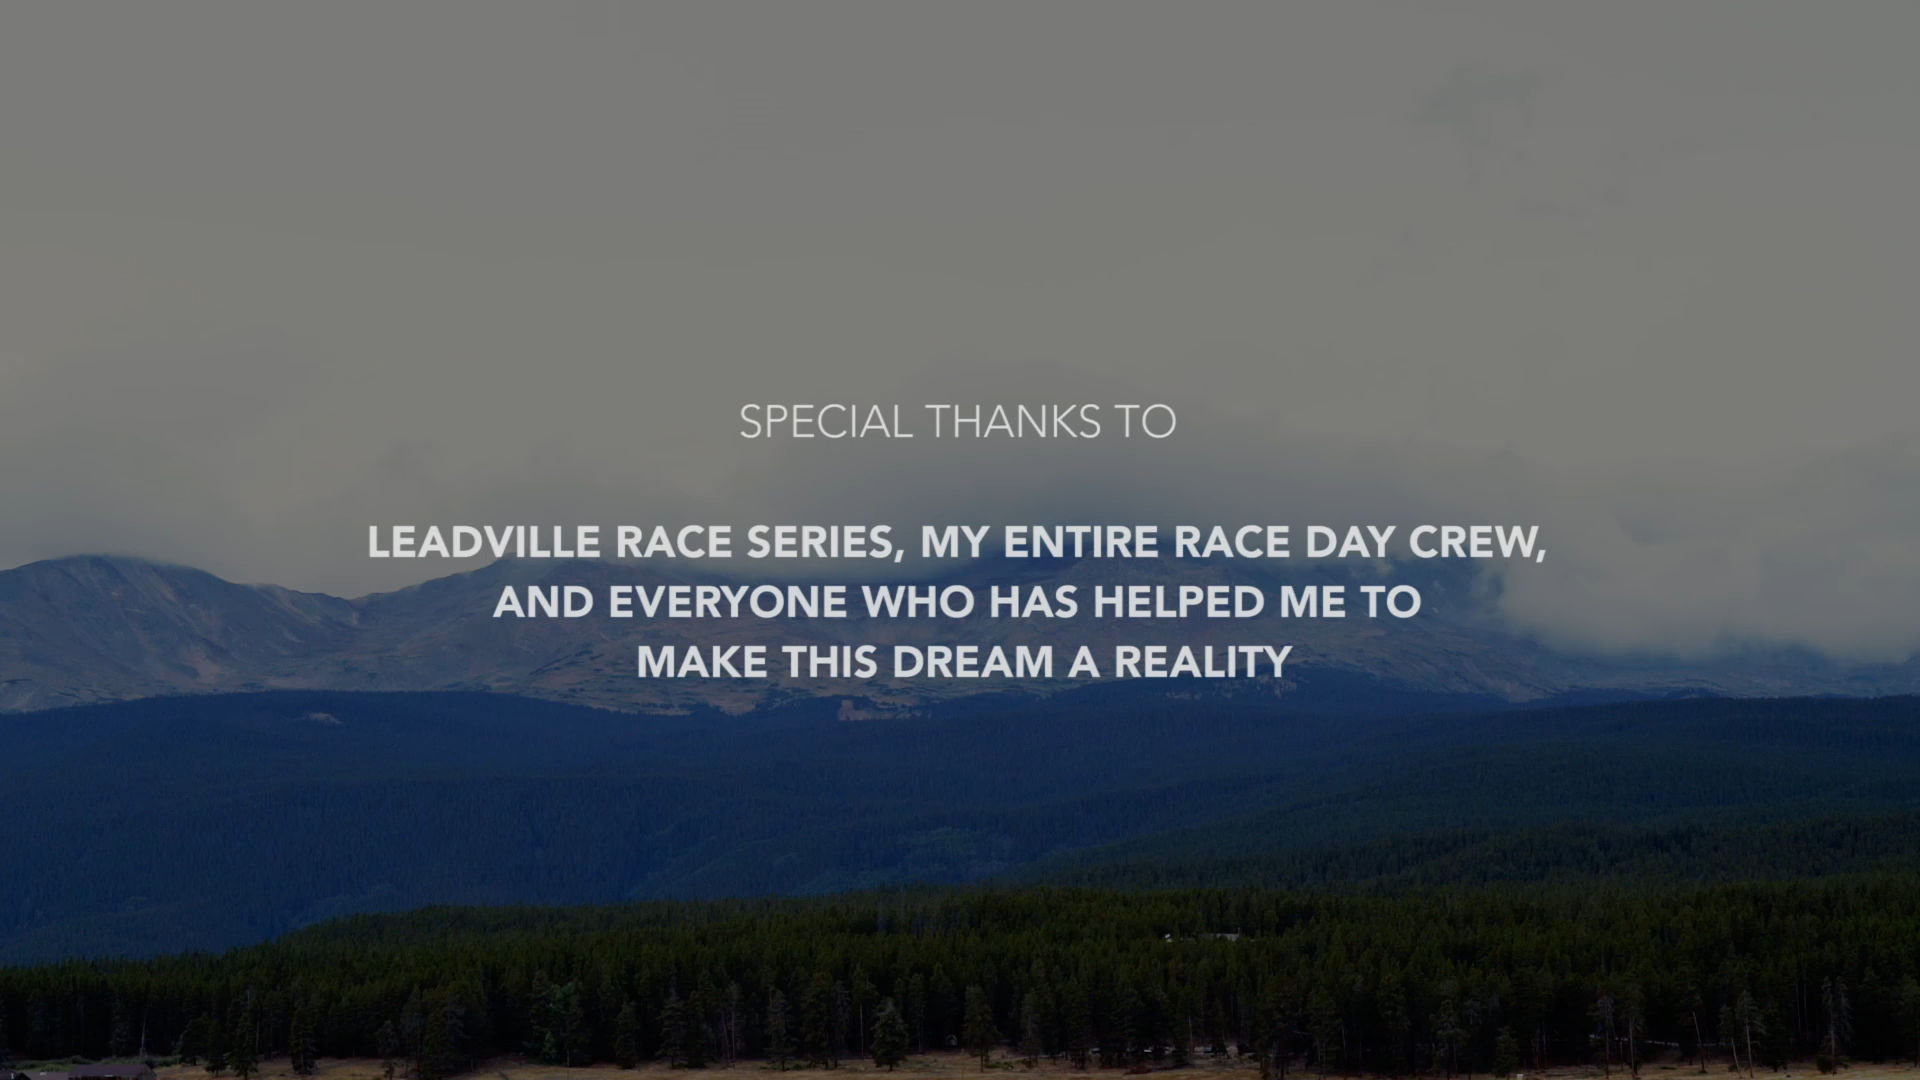 SPECIAL THANKS TO
LEADVILLE RACE SERIES, MY ENTIRE RACE DAY CREW,
AND EVERYONE WHO HAS HELPED ME TO
MAKE THIS DREAM A REALITY